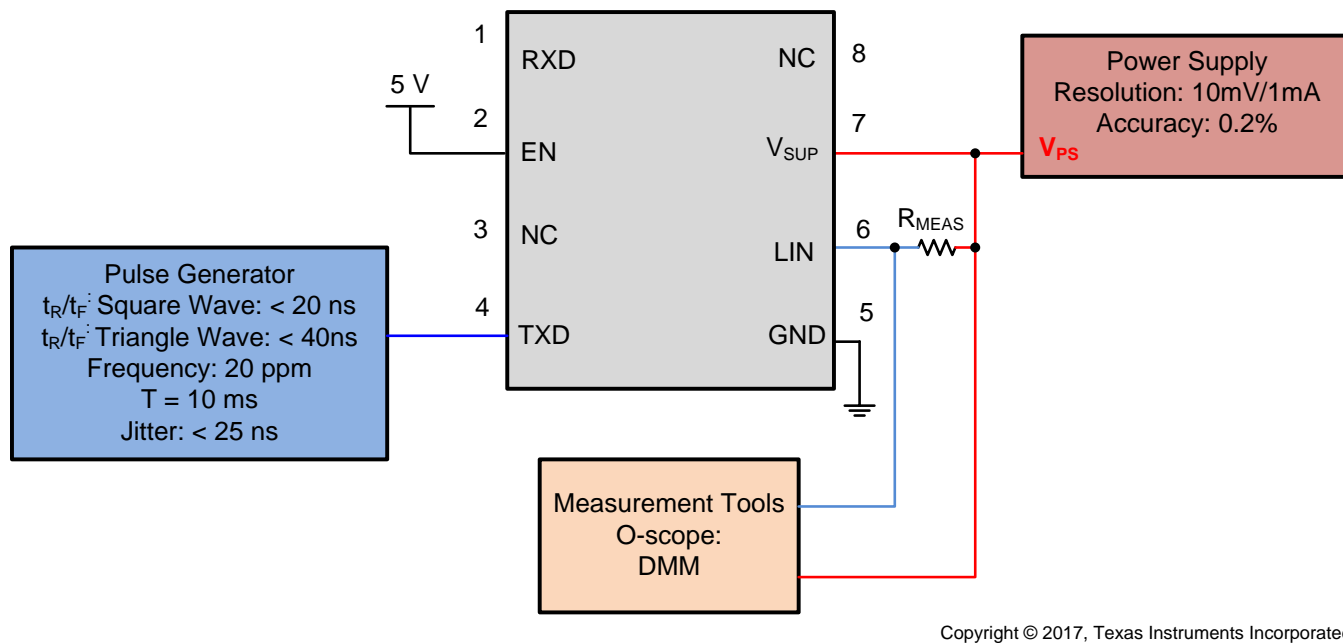 1
RXD
NC
8
5 V
2
EN
7
VSUP
3
NC
6
LIN
RMEAS
4
TXD
5
GND
Power Supply
Resolution: 10mV/1mA
Accuracy: 0.2%
VPS
Pulse Generator
tR/tF: Square Wave: < 20 ns
tR/tF: Triangle Wave: < 40ns
Frequency: 20 ppm
T = 10 ms
Jitter: < 25 ns
Measurement Tools
O-scope:
DMM
Copyright © 2017, Texas Instruments Incorporate